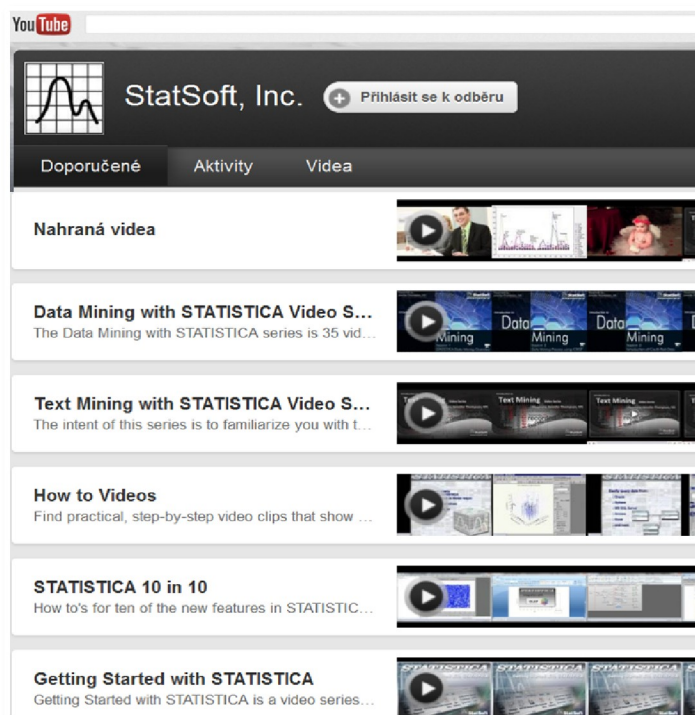 YouTube
StatSoft, Inc.
Přihlásit se k odběru
Doporučené Aktivity Videa
Nahraná videa
Data Mining with STATISTICA Video S...
The Data Mining with STATISTICA series is 35 vid...
Data Data
Mining Mining Mining
Text Mining with STATISTICA Video S...
The intent of this series is to familiarize you with t...
Text Mining Text Mining Text Mining
How to Videos
Find practical, step-by-step video clips that show ...
STATISTICA 10 in 10
How to's for ten of the new features in STATISTIC...
Getting Started with STATISTICA
Getting Started with STATISTICA is a video series...
STATISTICA STATISTICA STATISTICA